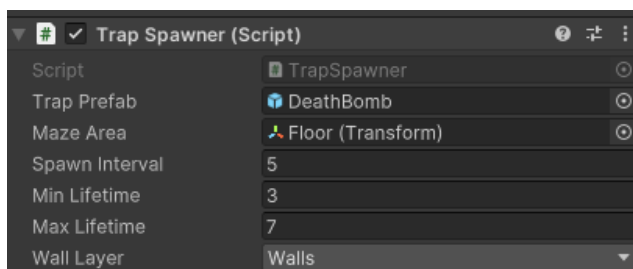 # Trap Spawner (Script)
Script # TrapSpawner
Trap Prefab DeathBomb
Maze Area Floor (Transform)
Spawn Interval 5
Min Lifetime 3
Max Lifetime 7
Wall Layer Walls